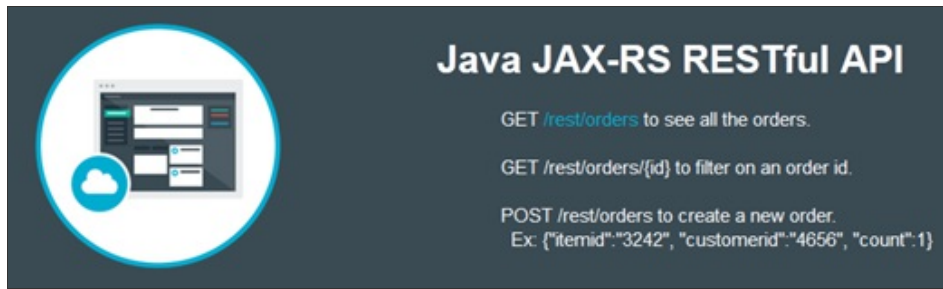 Java JAX-RS RESTful API
GET /rest/orders to see all the orders.
GET /rest/orders/{id} to filter on an order id.
POST /rest/orders to create a new order.
Ex: {"itemid":"3242", "customerid":"4656", "count":1}